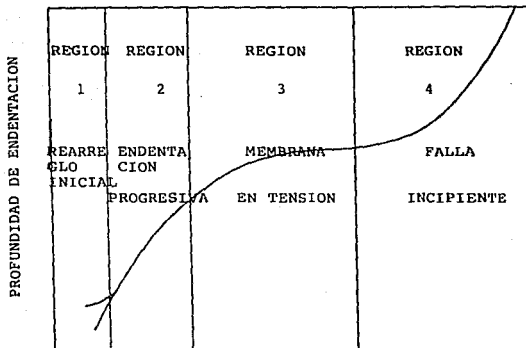 PROFUNDIDAD DE ENDENTACION
REGION
1
REARRE
GLO
INICIAL
REGION
2
ENDENTA
CION
PROGRESIVA
REGION
3
MEMBRANA
EN TENSION
REGION
4
FALLA
INCIPIENTE